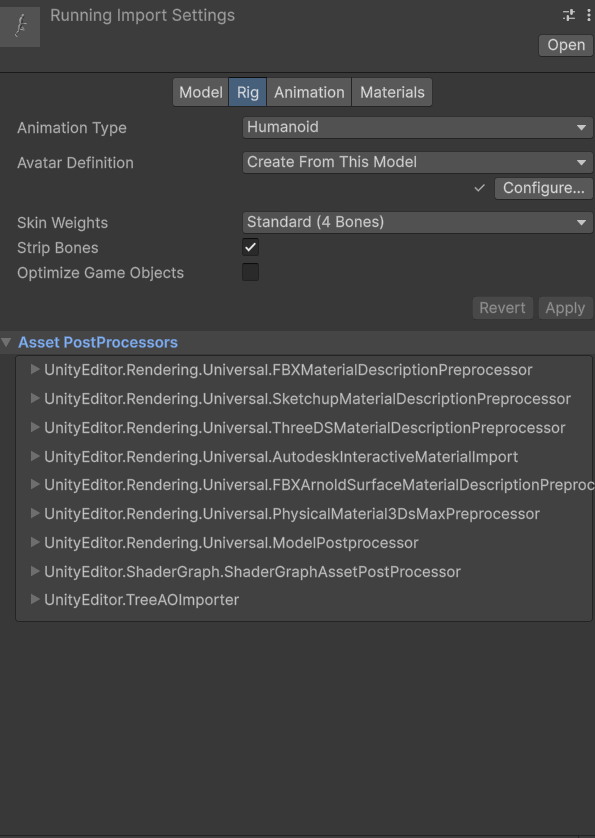 Running Import Settings
Open
Model Rig Animation Materials
Animation Type Humanoid
Avatar Definition Create From This Model
Configure...
Skin Weights Standard (4 Bones)
Strip Bones
Optimize Game Objects
Revert Apply
Asset PostProcessors
UnityEditor.Rendering.Universal.FBXMaterialDescriptionPreprocessor
UnityEditor.Rendering.Universal.SketchupMaterialDescriptionPreprocessor
UnityEditor.Rendering.Universal.ThreeDSMaterialDescriptionPreprocessor
UnityEditor.Rendering.Universal.AutodeskInteractiveMaterialImport
UnityEditor.Rendering.Universal.FBXArnoldSurfaceMaterialDescriptionPreproc
UnityEditor.Rendering.Universal.PhysicalMaterial3DsMaxPreprocessor
UnityEditor.Rendering.Universal.ModelPostprocessor
UnityEditor.ShaderGraph.ShaderGraphAssetPostProcessor
UnityEditor.TreeAOImporter